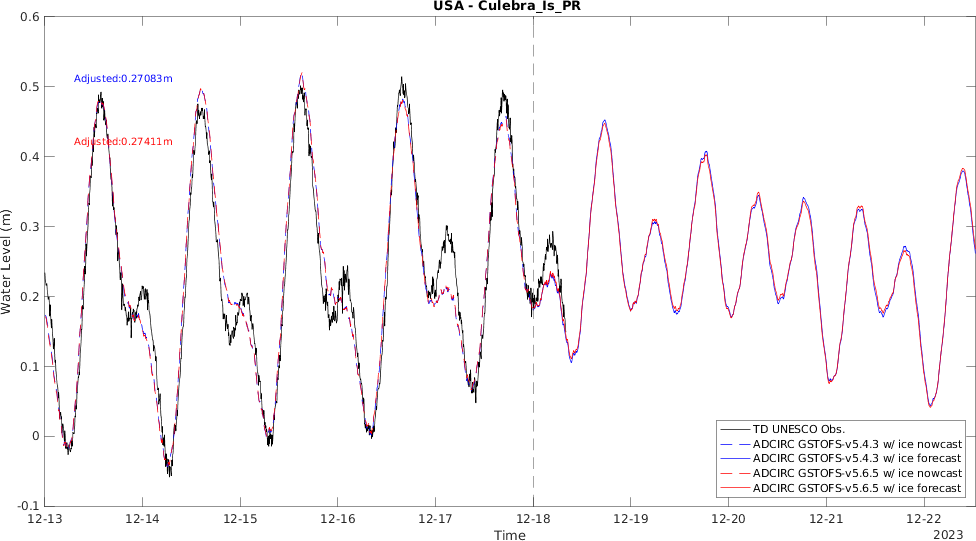 USA - Culebra_Is_PR
0.6
0.5
0.4
0.3
0.2
0.1
0
-0.1
Water Level (m)
Adjusted:0.27083m
Adjusted:0.27411m
TD UNESCO Obs.
ADCIRC GSTOFS-v5.4.3 w/ ice nowcast
ADCIRC GSTOFS-v5.4.3 w/ ice forecast
ADCIRC GSTOFS-v5.6.5 w/ ice nowcast
ADCIRC GSTOFS-v5.6.5 w/ ice forecast
12-13 12-14 12-15 12-16 12-17 12-18 12-19 12-20 12-21 12-22
Time
2023